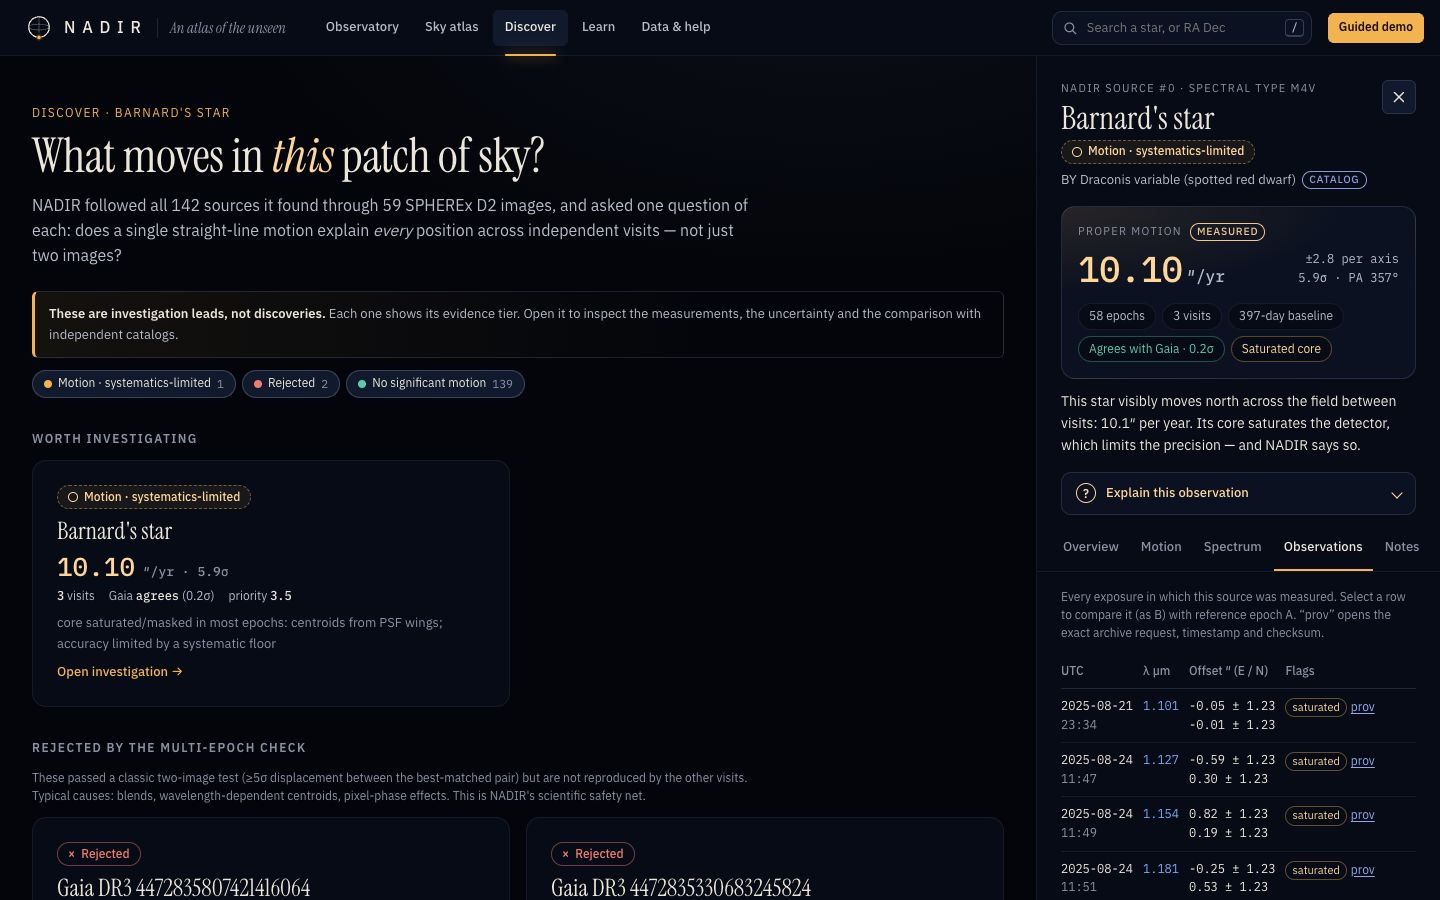 NADIR
An atlas of the unseen
Observatory
Sky atlas
Discover
Learn
Data & help
Search a star, or RA Dec
/
Guided demo
DISCOVER · BARNARD'S STAR
What moves in this patch of sky?
NADIR followed all 142 sources it found through 59 SPHEREx D2 images, and asked one question of
each: does a single straight-line motion explain every position across independent visits — not just
two images?
These are investigation leads, not discoveries. Each one shows its evidence tier. Open it to inspect the measurements, the uncertainty and the comparison with
independent catalogs.
Motion · systematics-limited 1
Rejected 2
No significant motion 139
WORTH INVESTIGATING
Motion · systematics-limited
Barnard's star
10.10 ″/yr · 5.9σ
3 visits Gaia agrees (0.2σ) priority 3.5
core saturated/masked in most epochs: centroids from PSF wings;
accuracy limited by a systematic floor
Open investigation →
REJECTED BY THE MULTI-EPOCH CHECK
These passed a classic two-image test (≥5σ displacement between the best-matched pair) but are not reproduced by the other visits.
Typical causes: blends, wavelength-dependent centroids, pixel-phase effects. This is NADIR's scientific safety net.
× Rejected
Gaia DR3 4472835807421416064
× Rejected
Gaia DR3 4472835330683245824
NADIR SOURCE #0 · SPECTRAL TYPE M4V
Barnard's star
Motion · systematics-limited
BY Draconis variable (spotted red dwarf) CATALOG
PROPER MOTION MEASURED
10.10 ″/yr
±2.8 per axis
5.9σ · PA 357°
58 epochs
3 visits
397-day baseline
Agrees with Gaia · 0.2σ
Saturated core
This star visibly moves north across the field between
visits: 10.1″ per year. Its core saturates the detector,
which limits the precision — and NADIR says so.
? Explain this observation
Overview
Motion
Spectrum
Observations
Notes
Every exposure in which this source was measured. Select a row
to compare it (as B) with reference epoch A. “prov” opens the
exact archive request, timestamp and checksum.
UTC λ µm Offset ″ (E / N) Flags
2025-08-21 1.101 -0.05 ± 1.23 saturated prov
23:34 -0.01 ± 1.23
2025-08-24 1.127 -0.59 ± 1.23 saturated prov
11:47 0.30 ± 1.23
2025-08-24 1.154 0.82 ± 1.23 saturated prov
11:49 0.19 ± 1.23
2025-08-24 1.181 -0.25 ± 1.23 saturated prov
11:51 0.53 ± 1.23